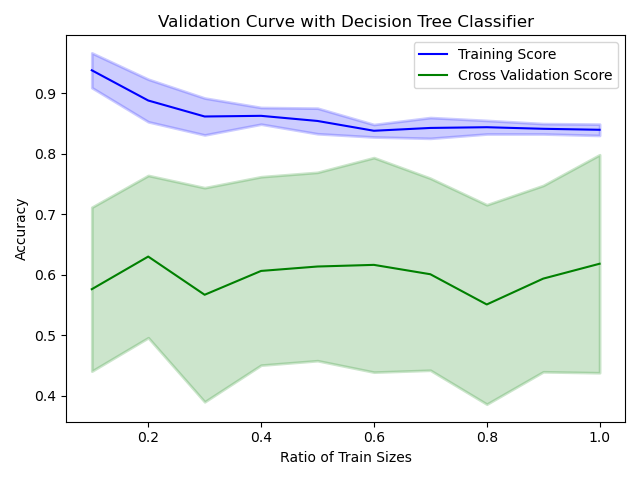 Validation Curve with Decision Tree Classifier
Training Score
Cross Validation Score
Accuracy
0.9
0.8
0.7
0.6
0.5
0.4
0.2
0.4
0.6
0.8
1.0
Ratio of Train Sizes